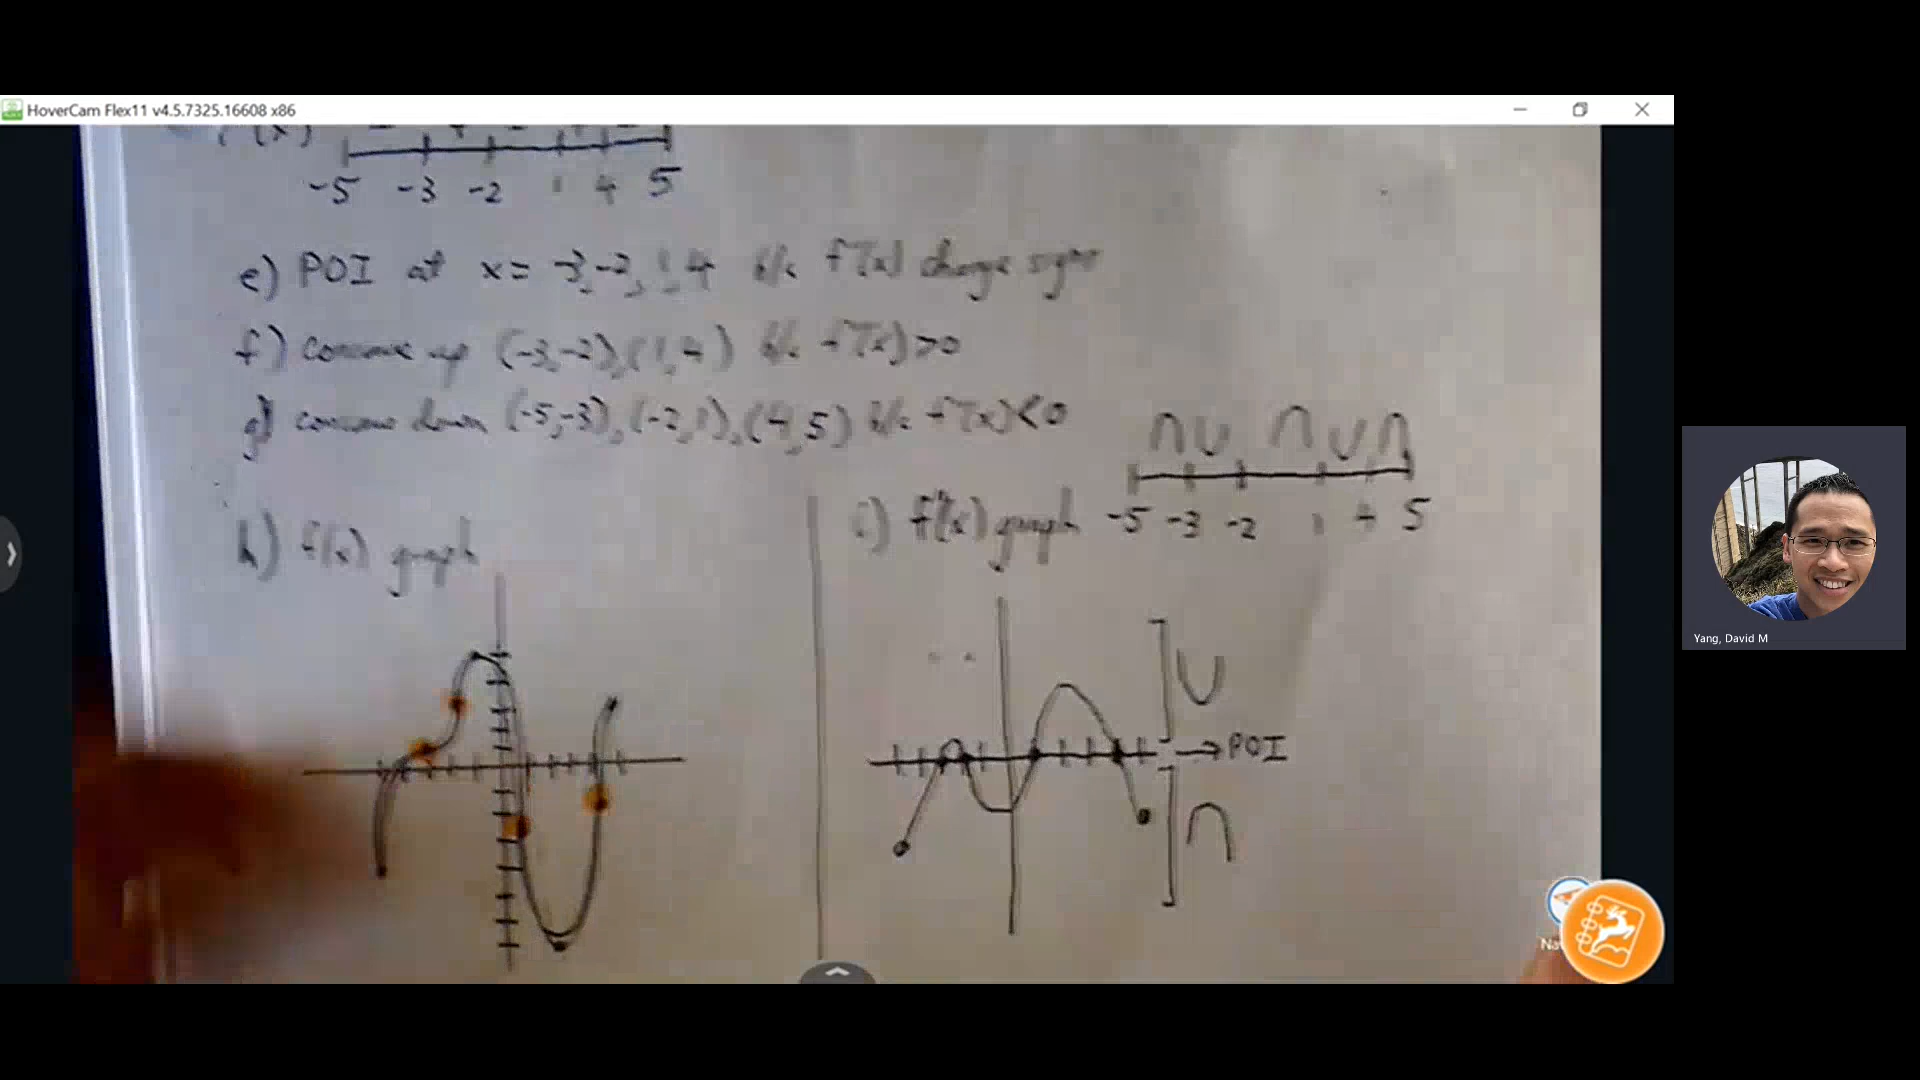 HoverCam Flex11 v4.5.7325.16608 x86
-5 -3 -2 1 4 5
e) POI at x = -3, -2, 1, 4 b/c f''(x) change sign
f) concave up (-3,-2), (1,4) b/c f''(x) > 0
g) concave down (-5,-3), (-2,1), (4,5) b/c f''(x) < 0
h) f(x) graph
i) f''(x) graph -5 -3 -2 1 4 5
→ POI
Yang, David M